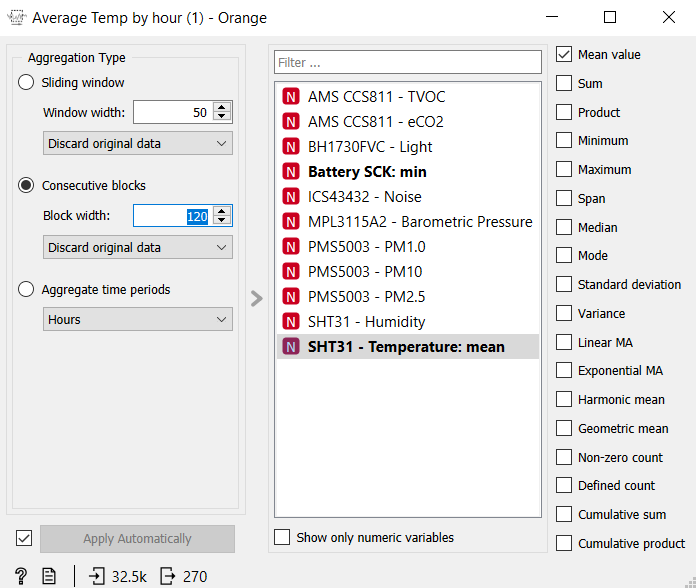 Average Temp by hour (1) - Orange
Aggregation Type
Sliding window
Window width: 50
Discard original data
Consecutive blocks
Block width: 120
Discard original data
Aggregate time periods
Hours
Apply Automatically
? 32.5k 270
Filter ...
N AMS CCS811 - TVOC
N AMS CCS811 - eCO2
N BH1730FVC - Light
N Battery SCK: min
N ICS43432 - Noise
N MPL3115A2 - Barometric Pressure
N PMS5003 - PM1.0
N PMS5003 - PM10
N PMS5003 - PM2.5
N SHT31 - Humidity
N SHT31 - Temperature: mean
Show only numeric variables
Mean value
Sum
Product
Minimum
Maximum
Span
Median
Mode
Standard deviation
Variance
Linear MA
Exponential MA
Harmonic mean
Geometric mean
Non-zero count
Defined count
Cumulative sum
Cumulative product